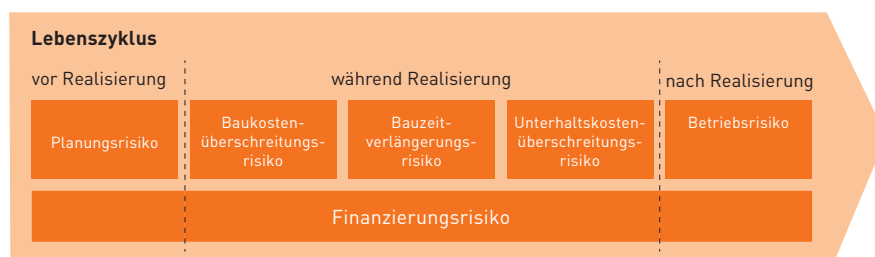 Lebenszyklus
vor Realisierung
während Realisierung
nach Realisierung
Planungsrisiko
Baukosten-
überschreitungs-
risiko
Bauzeit-
verlängerungs-
risiko
Unterhaltskosten-
überschreitungs-
risiko
Betriebsrisiko
Finanzierungsrisiko